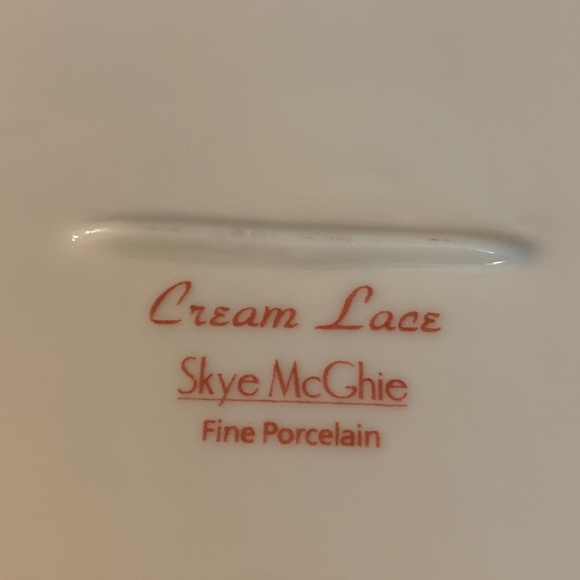 Cream Lace
Skye McGhie
Fine Porcelain